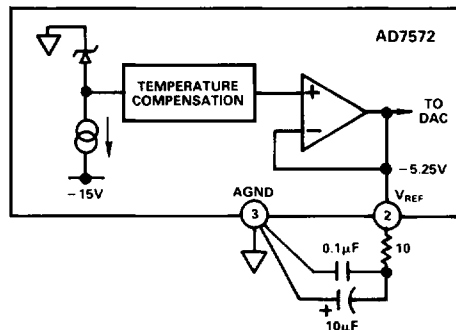 AD7572
TEMPERATURE
COMPENSATION
+
−
TO
DAC
−15V
−5.25V
AGND
VREF
3
2
0.1µF
10
+
10µF